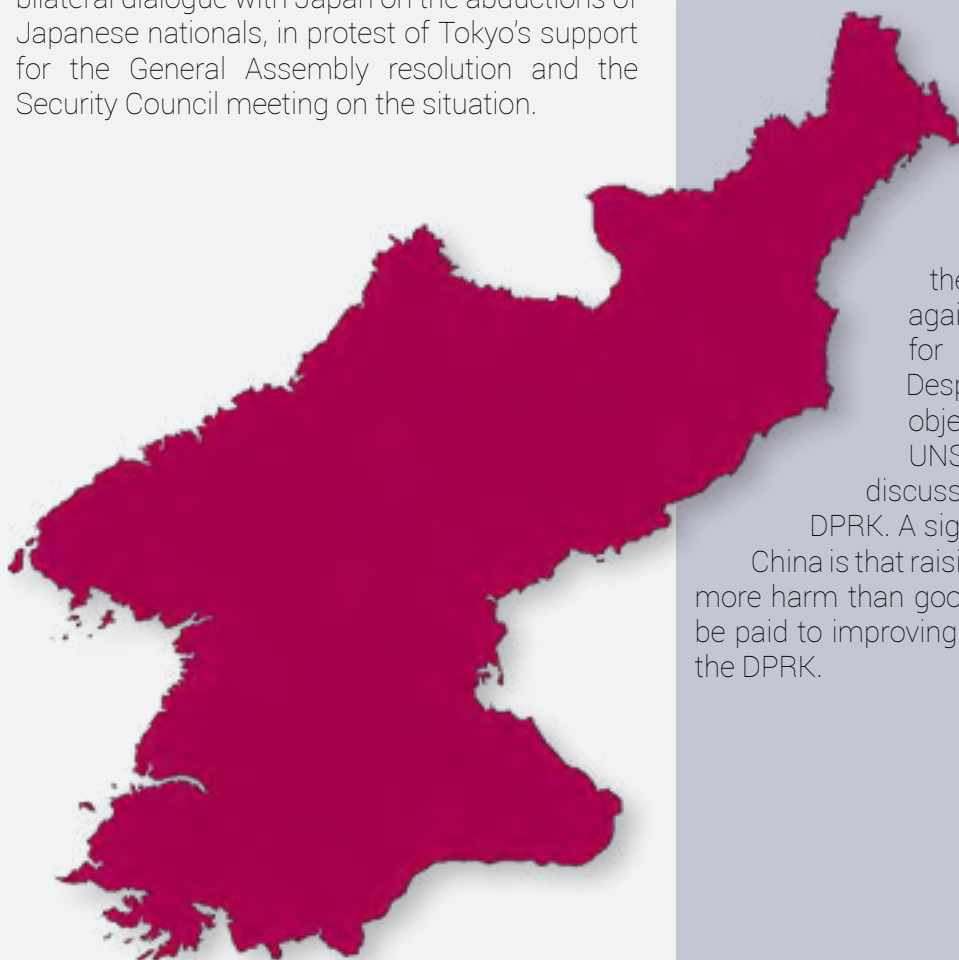 bilateral dialogue with Japan on the abductions of
Japanese nationals, in protest of Tokyo's support
for the General Assembly resolution and the
Security Council meeting on the situation.
the
agai
for
Desp
obje
UNS
discuss
DPRK. A sig
China is that raisi
more harm than goo
be paid to improving
the DPRK.